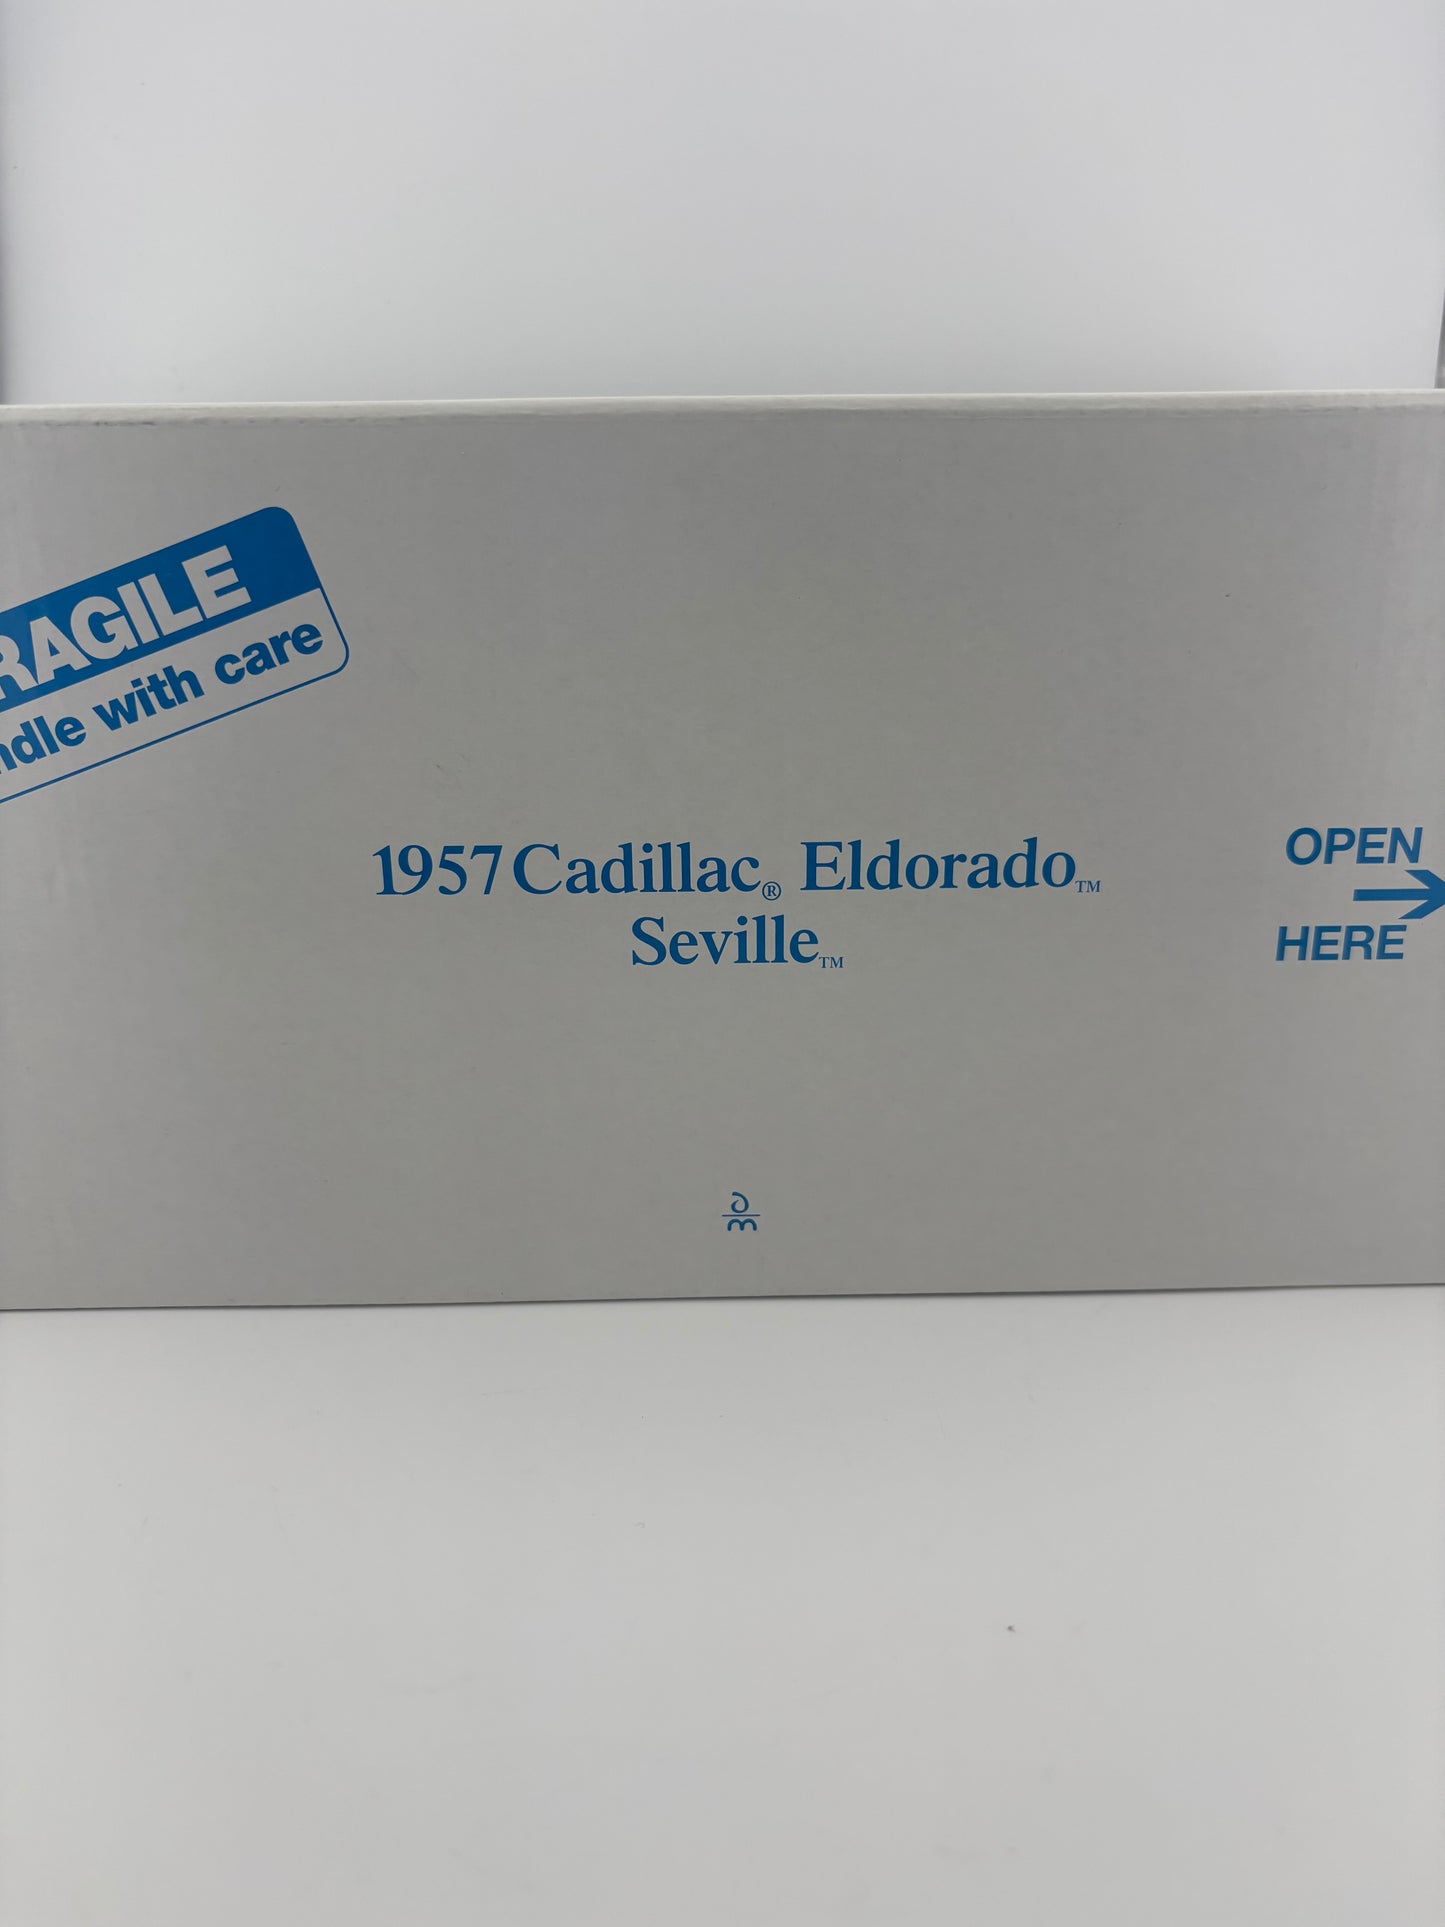 RAGILE
ndle with care
1957 Cadillac® Eldorado™
Seville™
OPEN
HERE